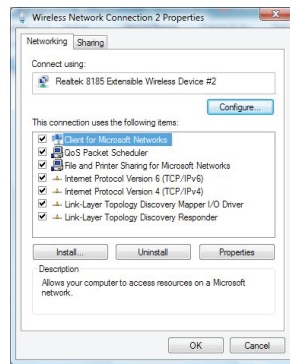 Wireless Network Connection 2 Properties
Networking
Sharing
Connect using:
Realtek 8185 Extensible Wireless Device #2
Configure...
This connection uses the following items:
Client for Microsoft Networks
QoS Packet Scheduler
File and Printer Sharing for Microsoft Networks
Internet Protocol Version 6 (TCP/IPv6)
Internet Protocol Version 4 (TCP/IPv4)
Link-Layer Topology Discovery Mapper I/O Driver
Link-Layer Topology Discovery Responder
Install...
Uninstall
Properties
Description
Allows your computer to access resources on a Microsoft
network.
OK
Cancel